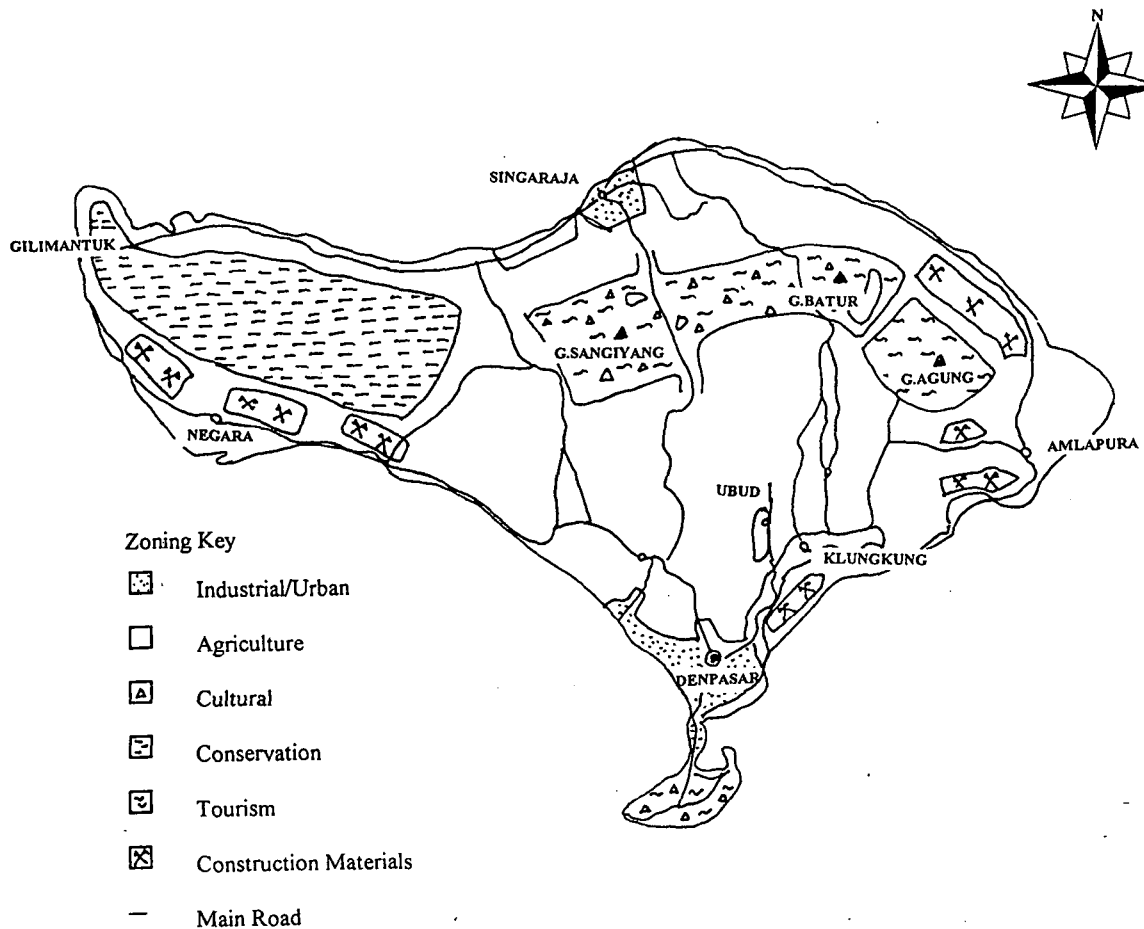 N
SINGARAJA
GILIMANTUK
G.BATUR
G.SANGIYANG
G.AGUNG
NEGARA
AMLAPURA
UBUD
KLUNGKUNG
DENPASAR
Zoning Key
Industrial/Urban
Agriculture
Cultural
Conservation
Tourism
Construction Materials
Main Road